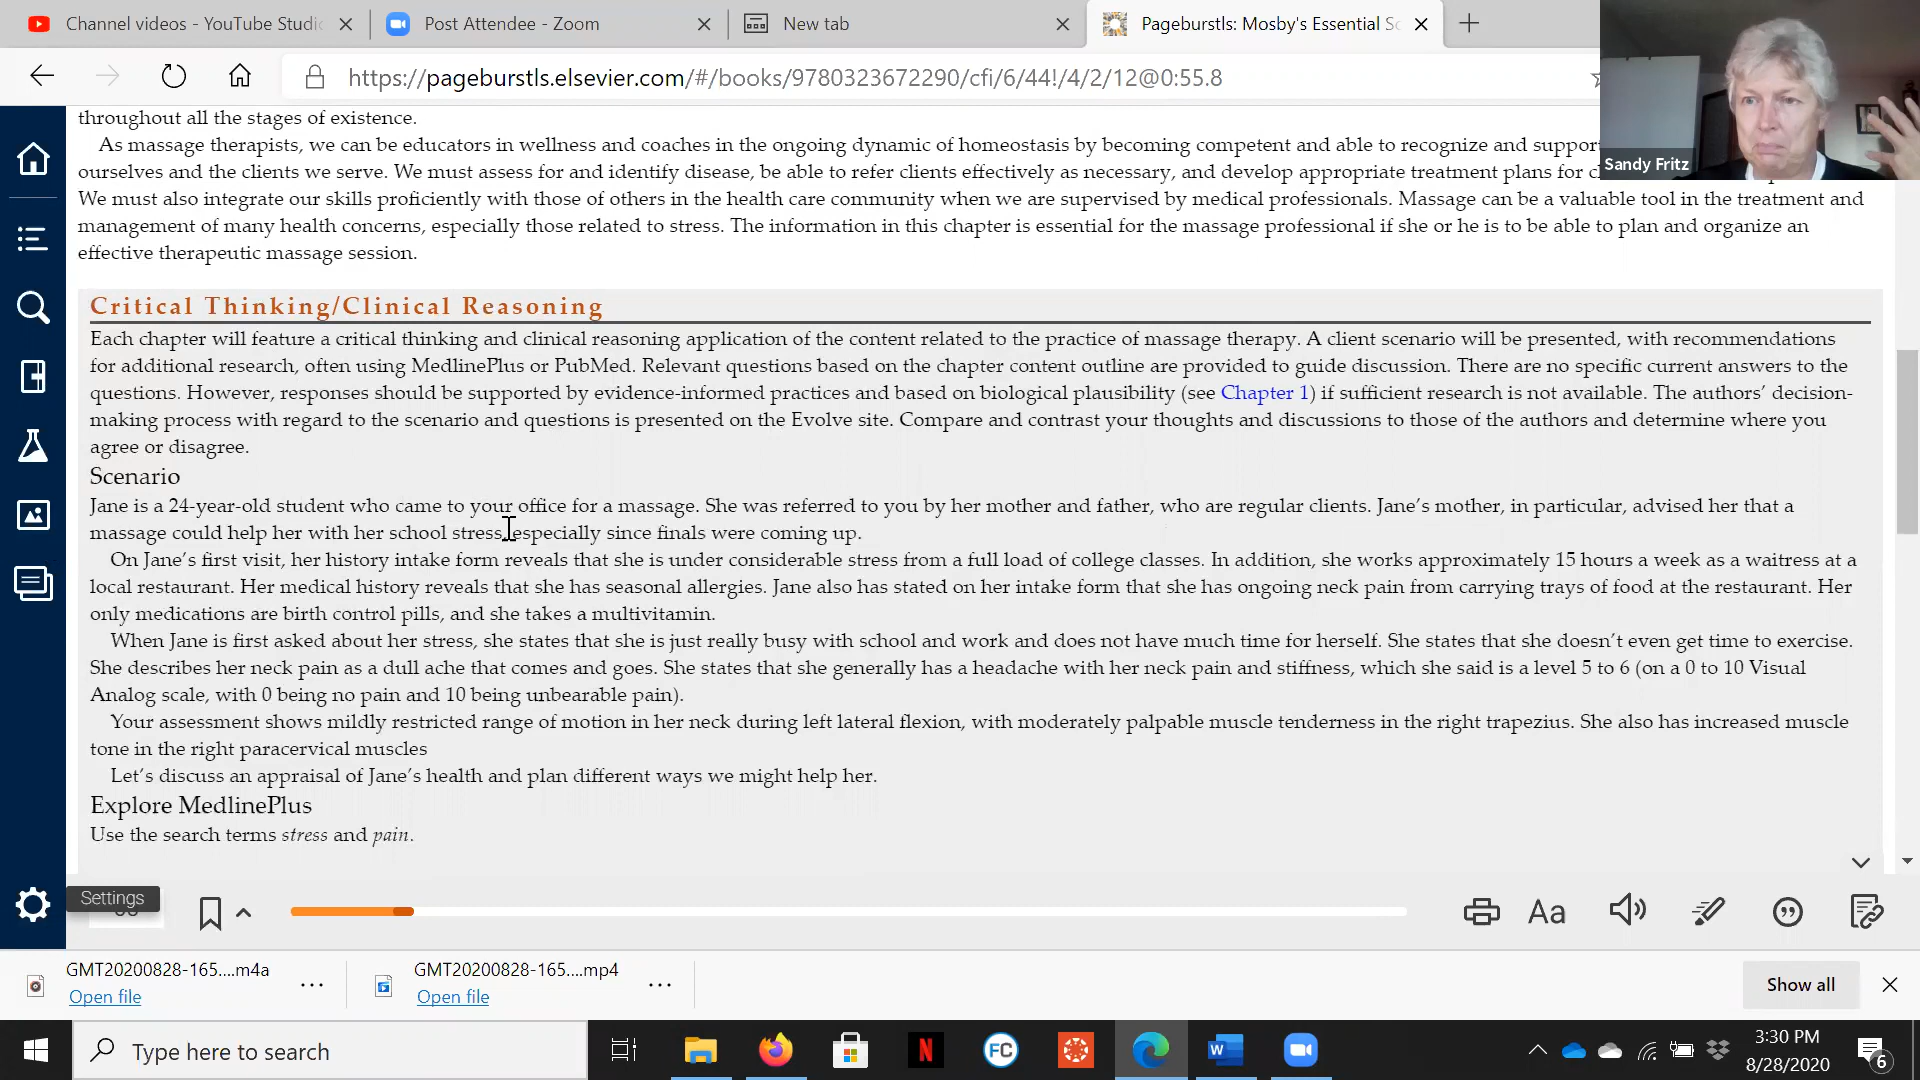 Channel videos - YouTube Studi
Post Attendee - Zoom
New tab
Pageburstls: Mosby's Essential Sc
https://pageburstls.elsevier.com/#/books/9780323672290/cfi/6/44!/4/2/12@0:55.8
Sandy Fritz
throughout all the stages of existence.
As massage therapists, we can be educators in wellness and coaches in the ongoing dynamic of homeostasis by becoming competent and able to recognize and suppor
ourselves and the clients we serve. We must assess for and identify disease, be able to refer clients effectively as necessary, and develop appropriate treatment plans for c
We must also integrate our skills proficiently with those of others in the health care community when we are supervised by medical professionals. Massage can be a valuable tool in the treatment and
management of many health concerns, especially those related to stress. The information in this chapter is essential for the massage professional if she or he is to be able to plan and organize an
effective therapeutic massage session.
Critical Thinking/Clinical Reasoning
Each chapter will feature a critical thinking and clinical reasoning application of the content related to the practice of massage therapy. A client scenario will be presented, with recommendations
for additional research, often using MedlinePlus or PubMed. Relevant questions based on the chapter content outline are provided to guide discussion. There are no specific current answers to the
questions. However, responses should be supported by evidence-informed practices and based on biological plausibility (see Chapter 1) if sufficient research is not available. The authors' decision-
making process with regard to the scenario and questions is presented on the Evolve site. Compare and contrast your thoughts and discussions to those of the authors and determine where you
agree or disagree.
Scenario
Jane is a 24-year-old student who came to your office for a massage. She was referred to you by her mother and father, who are regular clients. Jane's mother, in particular, advised her that a
massage could help her with her school stress, especially since finals were coming up.
On Jane's first visit, her history intake form reveals that she is under considerable stress from a full load of college classes. In addition, she works approximately 15 hours a week as a waitress at a
local restaurant. Her medical history reveals that she has seasonal allergies. Jane also has stated on her intake form that she has ongoing neck pain from carrying trays of food at the restaurant. Her
only medications are birth control pills, and she takes a multivitamin.
When Jane is first asked about her stress, she states that she is just really busy with school and work and does not have much time for herself. She states that she doesn't even get time to exercise.
She describes her neck pain as a dull ache that comes and goes. She states that she generally has a headache with her neck pain and stiffness, which she said is a level 5 to 6 (on a 0 to 10 Visual
Analog scale, with 0 being no pain and 10 being unbearable pain).
Your assessment shows mildly restricted range of motion in her neck during left lateral flexion, with moderately palpable muscle tenderness in the right trapezius. She also has increased muscle
tone in the right paracervical muscles
Let's discuss an appraisal of Jane's health and plan different ways we might help her.
Explore MedlinePlus
Use the search terms stress and pain.
Settings
Aa
GMT20200828-165....m4a
Open file
GMT20200828-165....mp4
Open file
Show all
Type here to search
N
FC
W
3:30 PM
8/28/2020
6